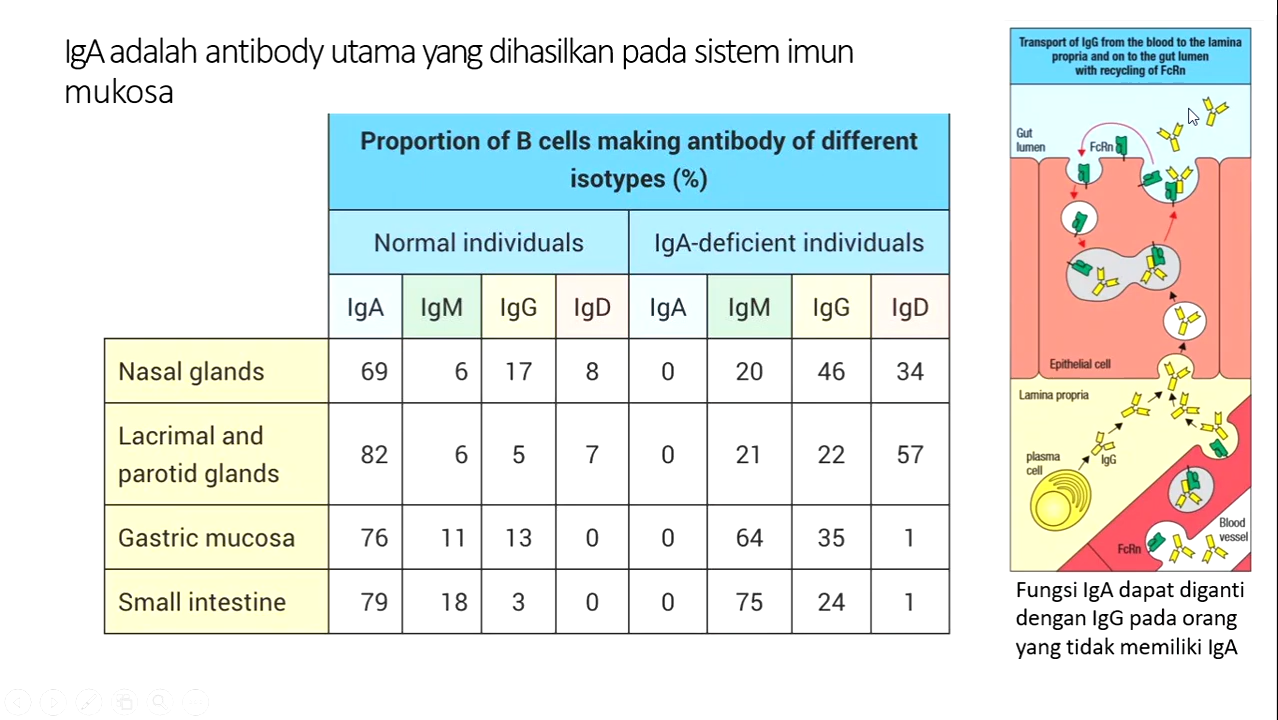 IgA adalah antibody utama yang dihasilkan pada sistem imun
mukosa
Proportion of B cells making antibody of different
isotypes (%)
Normal individuals IgA-deficient individuals
IgA IgM IgG IgD IgA IgM IgG IgD
Nasal glands 69 6 17 8 0 20 46 34
Lacrimal and
parotid glands 82 6 5 7 0 21 22 57
Gastric mucosa 76 11 13 0 0 64 35 1
Small intestine 79 18 3 0 0 75 24 1
Transport of IgG from the blood to the lamina
propria and on to the gut lumen
with recycling of FcRn
Gut
lumen
FcRn
Epithelial cell
Lamina propria
plasma
cell
IgG
Blood
vessel
FcRn
Fungsi IgA dapat diganti
dengan IgG pada orang
yang tidak memiliki IgA